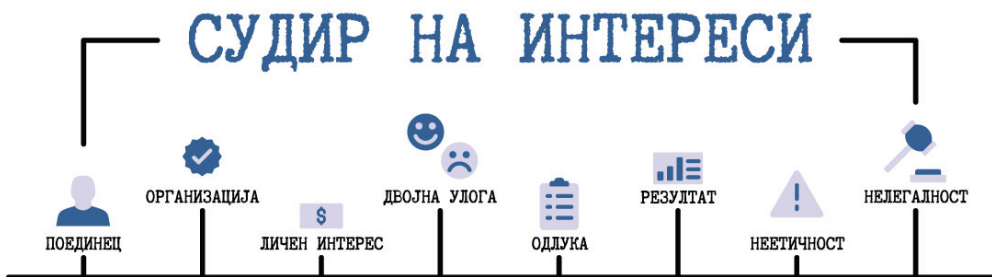 СУДИР НА ИНТЕРЕСИ
ПОЕДИНЕЦ
ОРГАНИЗАЦИЈА
$
ЛИЧЕН ИНТЕРЕС
ДВОЈНА УЛОГА
ОДЛУКА
РЕЗУЛТАТ
!
НЕЕТИЧНОСТ
НЕЛЕГАЛНОСТ